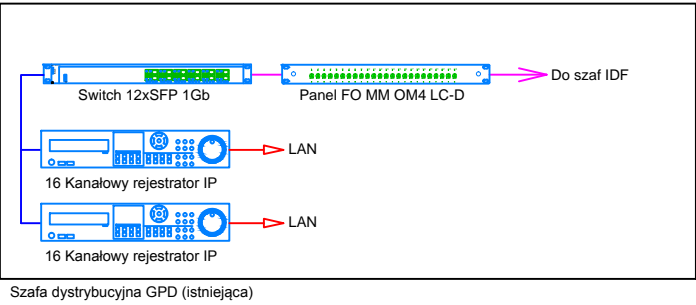 Do szaf IDF
Switch 12xSFP 1Gb
Panel FO MM OM4 LC-D
LAN
16 Kanałowy rejestrator IP
LAN
16 Kanałowy rejestrator IP
Szafa dystrybucyjna GPD (istniejąca)